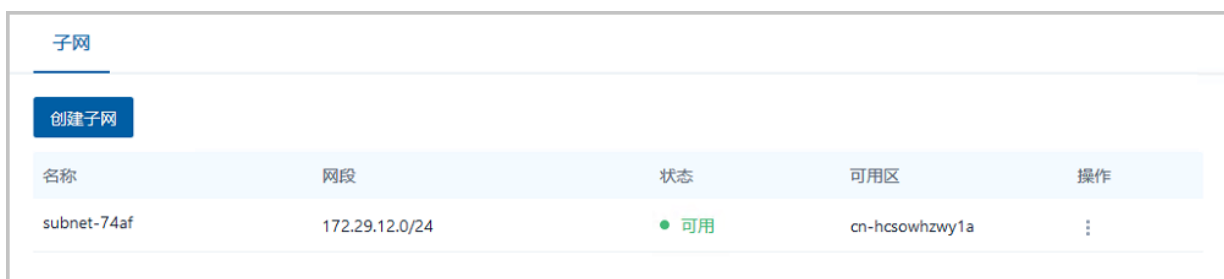 子网
创建子网
名称 网段 状态 可用区 操作
subnet-74af 172.29.12.0/24 可用 cn-hcsowhzwy1a